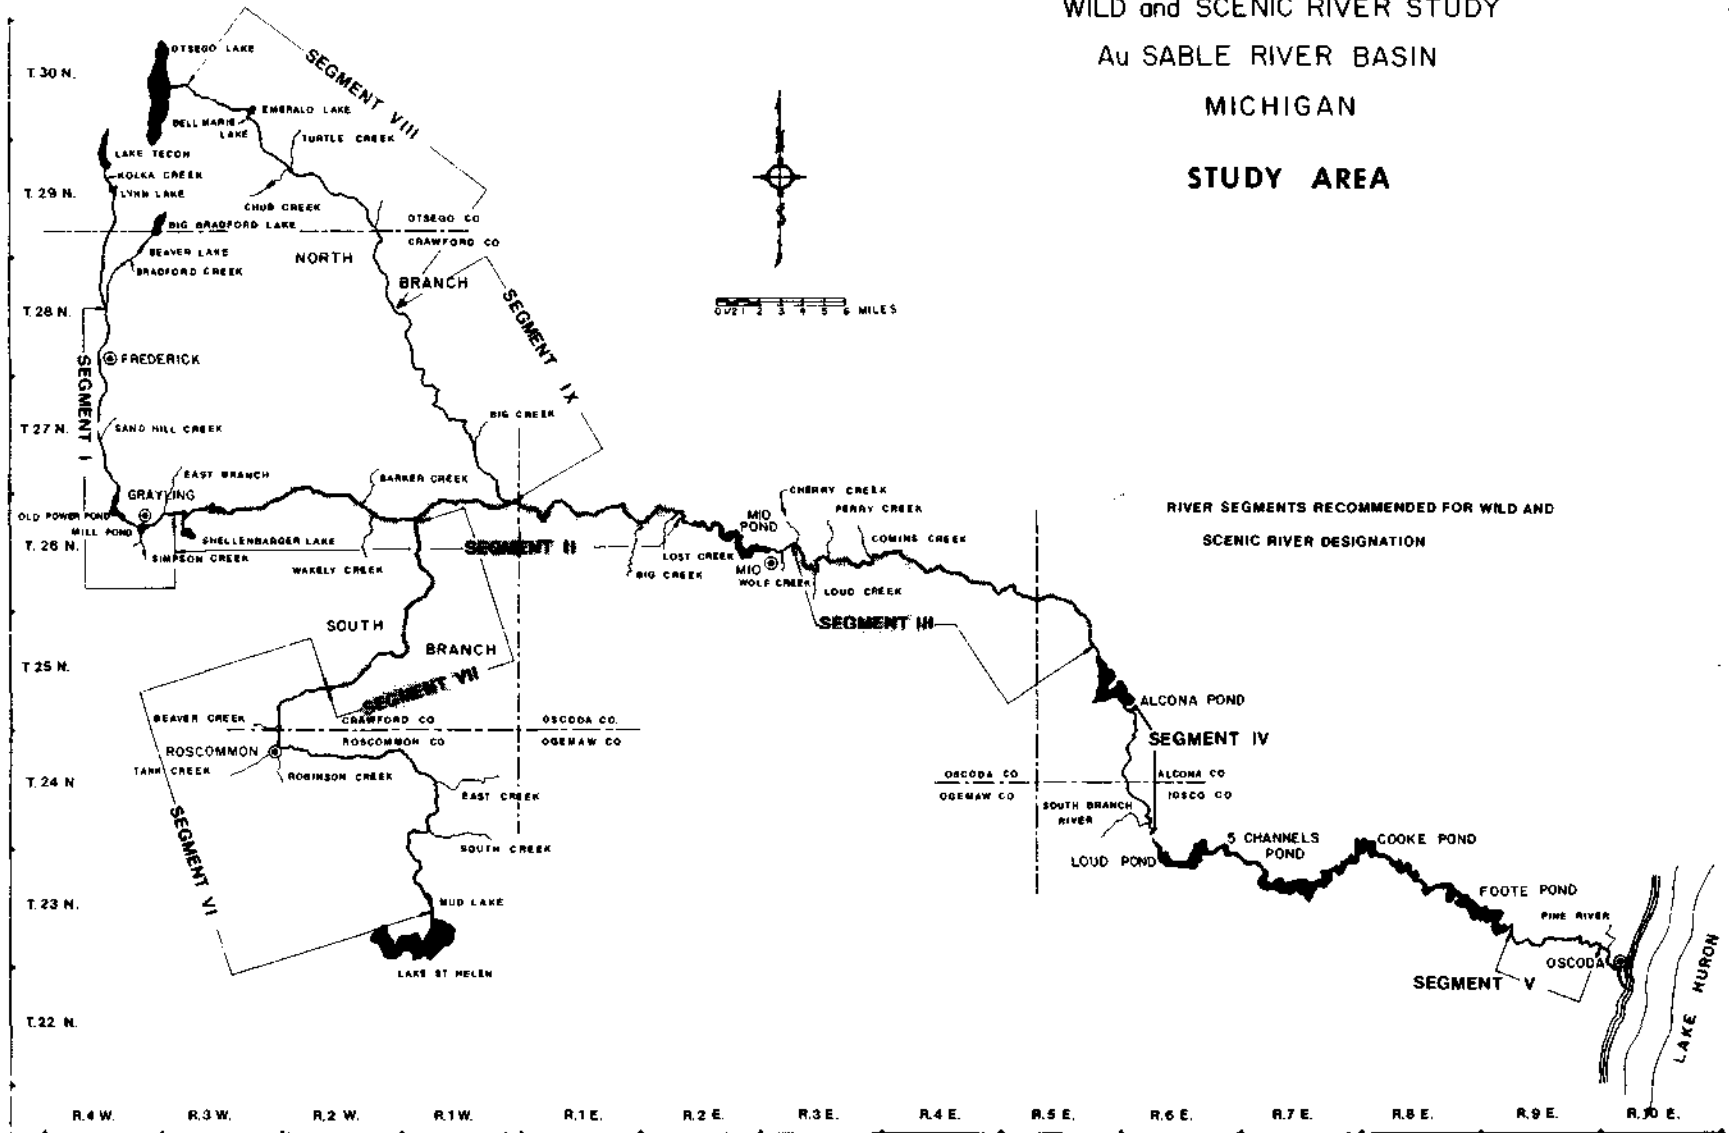 WILD and SCENIC RIVER STUDY
Au SABLE RIVER BASIN
MICHIGAN
STUDY AREA
T.30 N.
OTSEGO LAKE
SEGMENT VIII
EMERALD LAKE
BELL MARIE
LAKE
TURTLE CREEK
LAKE TECON
KOLKA CREEK
LYNN LAKE
T.29 N.
CHUB CREEK
BIG BRADFORD LAKE
OTSEGO CO
CRAWFORD CO
BEAVER LAKE
BRADFORD CREEK
NORTH
BRANCH
T.28 N.
0 1/2 1 2 3 4 5 6 MILES
SEGMENT IX
SEGMENT I
FREDERICK
BIG CREEK
T 27 N.
SAND HILL CREEK
EAST BRANCH
BARKER CREEK
GRAYLING
CHERRY CREEK
OLD POWER POND
MILL POND
MIO
POND
PERRY CREEK
RIVER SEGMENTS RECOMMENDED FOR WILD AND
SCENIC RIVER DESIGNATION
T. 26 N.
SHELLENBARGER LAKE
SEGMENT II
COMINS CREEK
SIMPSON CREEK
WAKELY CREEK
LOST CREEK
BIG CREEK
MIO
WOLF CREEK
LOUD CREEK
SEGMENT III
SOUTH
BRANCH
T 25 N.
SEGMENT VII
ALCONA POND
BEAVER CREEK
CRAWFORD CO
OSCODA CO.
ROSCOMMON CO
OGEMAW CO
SEGMENT IV
ROSCOMMON
TANK CREEK
ROBINSON CREEK
T. 24 N
OSCODA CO
ALCONA CO
OGEMAW CO
IOSCO CO
EAST CREEK
SOUTH BRANCH
RIVER
SEGMENT VI
SOUTH CREEK
LOUD POND
5 CHANNELS
POND
COOKE POND
T. 23 N.
MUD LAKE
FOOTE POND
PINE RIVER
LAKE ST HELEN
OSCODA
SEGMENT V
LAKE HURON
T. 22 N.
R.4 W. R.3 W. R.2 W. R.1W. R.1 E. R.2 E. R.3 E. R.4 E. R.5 E. R.6 E. R.7 E. R.8 E. R.9 E. R.10 E.